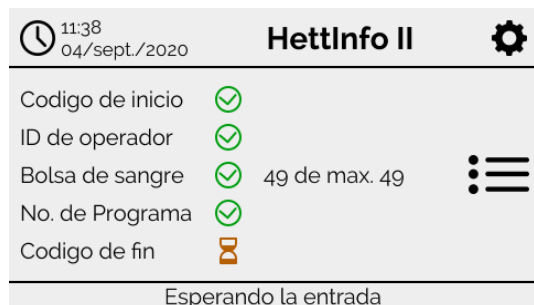 11:38
04/sept./2020
HettInfo II
Codigo de inicio
ID de operador
Bolsa de sangre 49 de max. 49
No. de Programa
Codigo de fin
Esperando la entrada